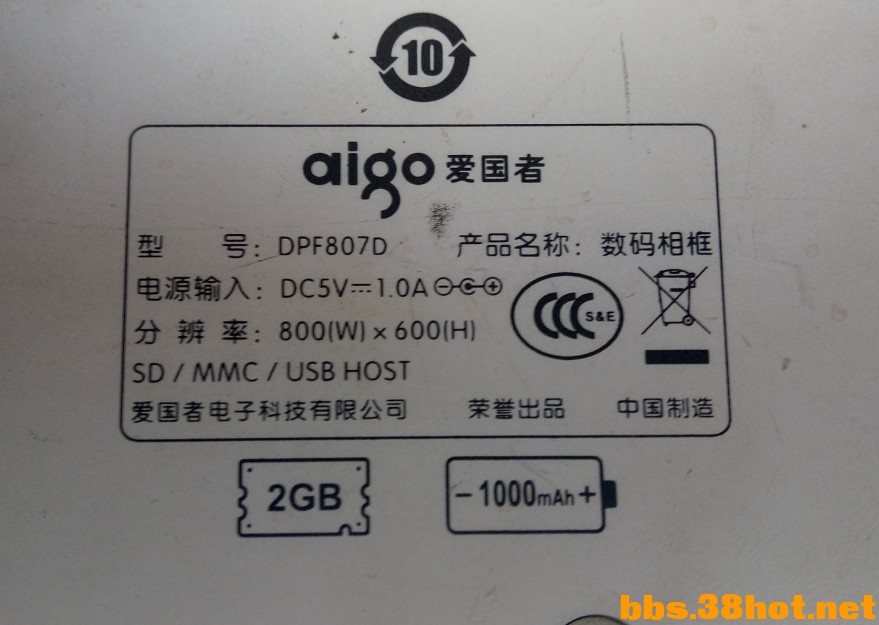 10
aigo 爱国者
型 号: DPF807D 产品名称: 数码相框
电源输入: DC5V⎓1.0A
分 辨 率: 800(W) x 600(H)
CCC S&E
SD / MMC / USB HOST
爱国者电子科技有限公司 荣誉出品 中国制造
2GB
- 1000mAh +
bbs.38hot.net